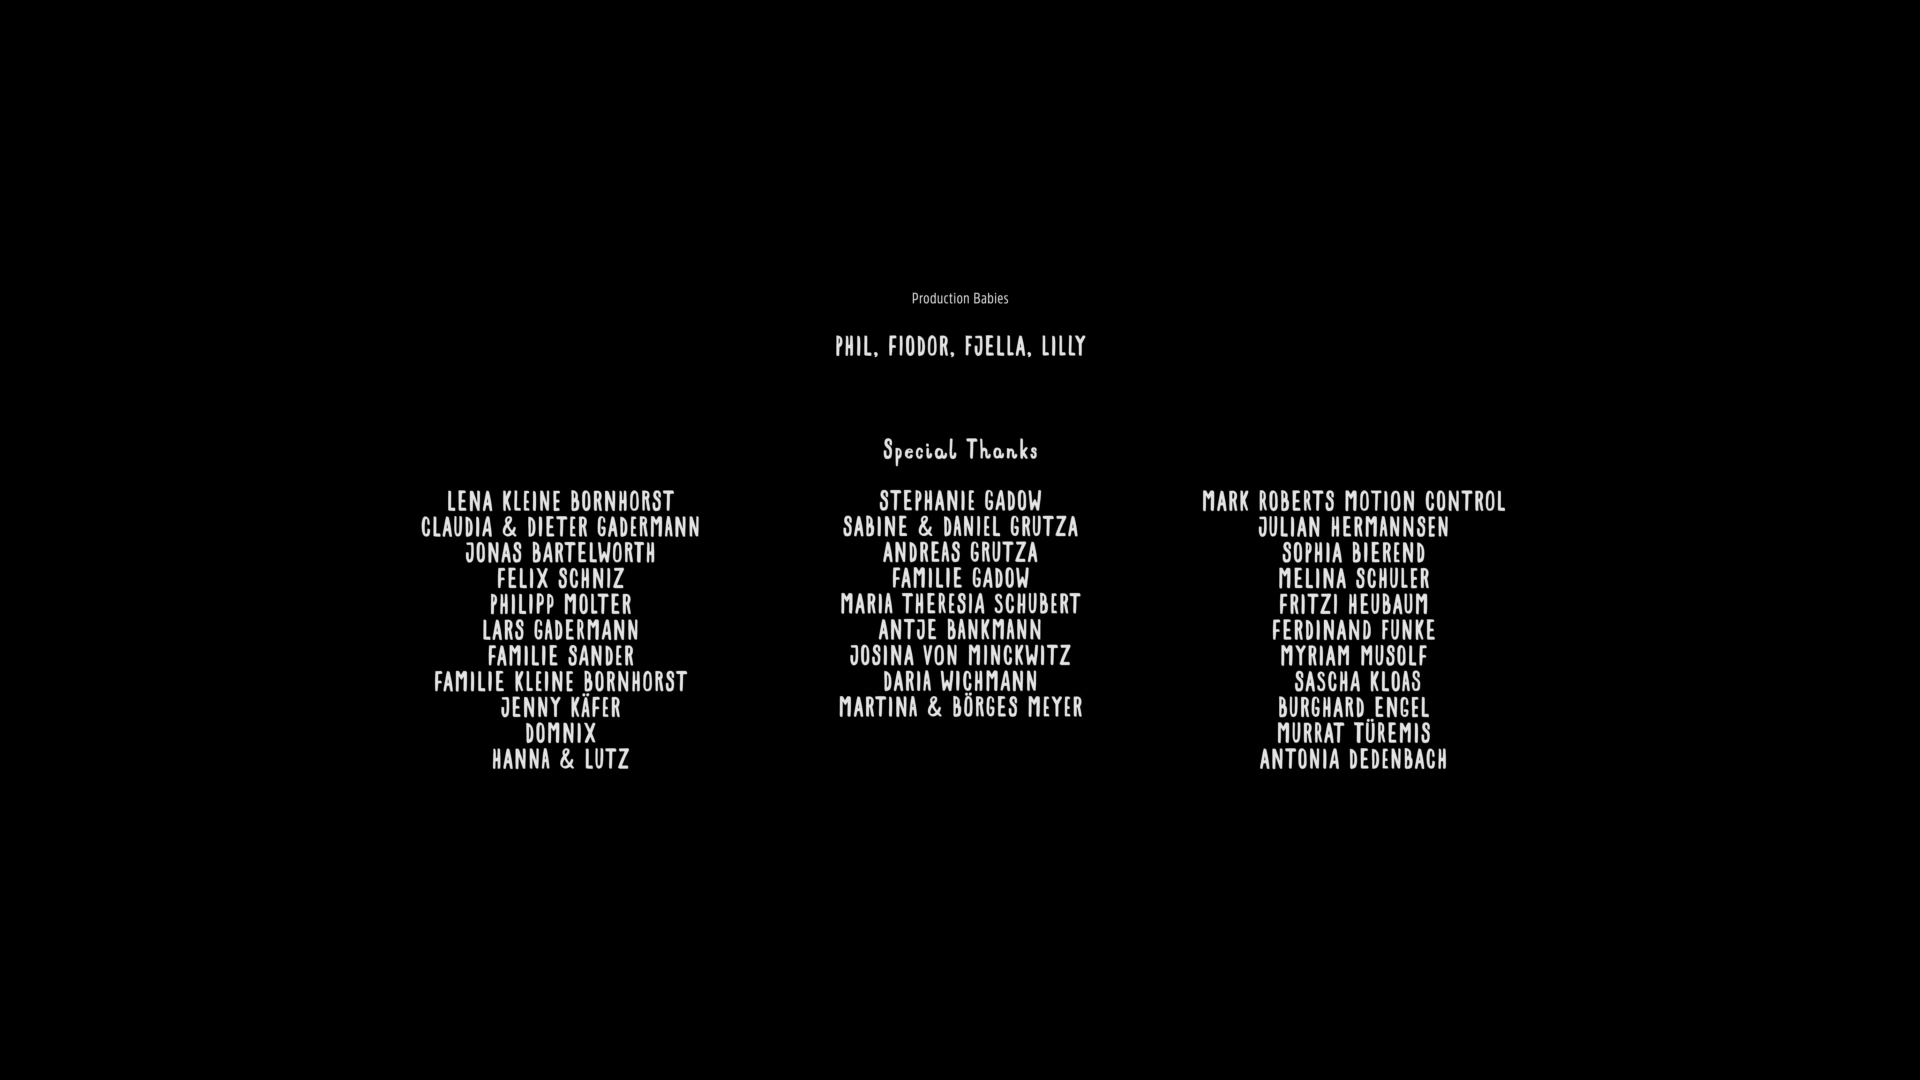 Production Babies
PHIL, FIODOR, FJELLA, LILLY
Special Thanks
LENA KLEINE BORNHORST
CLAUDIA & DIETER GADERMANN
JONAS BARTELWORTH
FELIX SCHNIZ
PHILIPP MOLTER
LARS GADERMANN
FAMILIE SANDER
FAMILIE KLEINE BORNHORST
JENNY KÄFER
DOMNIX
HANNA & LUTZ
STEPHANIE GADOW
SABINE & DANIEL GRUTZA
ANDREAS GRUTZA
FAMILIE GADOW
MARIA THERESIA SCHUBERT
ANTJE BANKMANN
JOSINA VON MINCKWITZ
DARIA WICHMANN
MARTINA & BÖRGES MEYER
MARK ROBERTS MOTION CONTROL
JULIAN HERMANNSEN
SOPHIA BIEREND
MELINA SCHULER
FRITZI HEUBAUM
FERDINAND FUNKE
MYRIAM MUSOLF
SASCHA KLOAS
BURGHARD ENGEL
MURRAT TÜREMIS
ANTONIA DEDENBACH